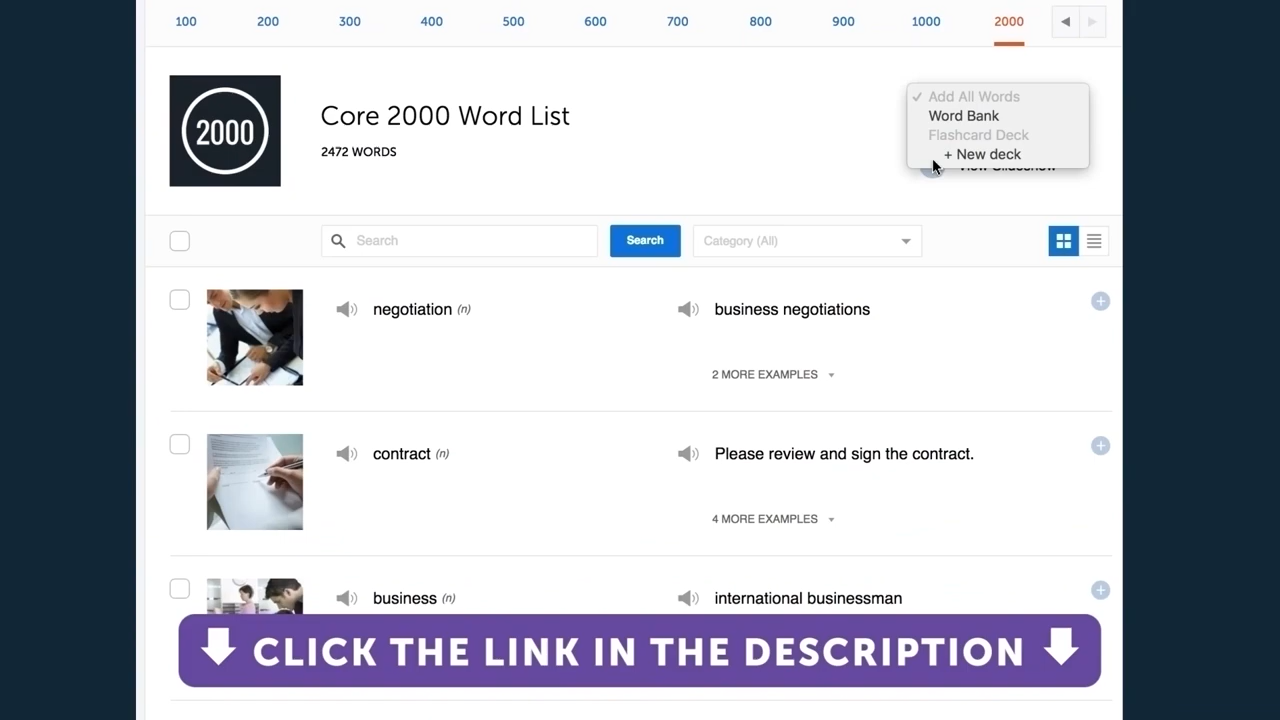 100 200 300 400 500 600 700 800 900 1000 2000
2000
Core 2000 Word List
2472 WORDS
Add All Words
Word Bank
Flashcard Deck
+ New deck
View Slideshow
Search
Search
Category (All)
negotiation (n)
business negotiations
2 MORE EXAMPLES
contract (n)
Please review and sign the contract.
4 MORE EXAMPLES
business (n)
international businessman
CLICK THE LINK IN THE DESCRIPTION